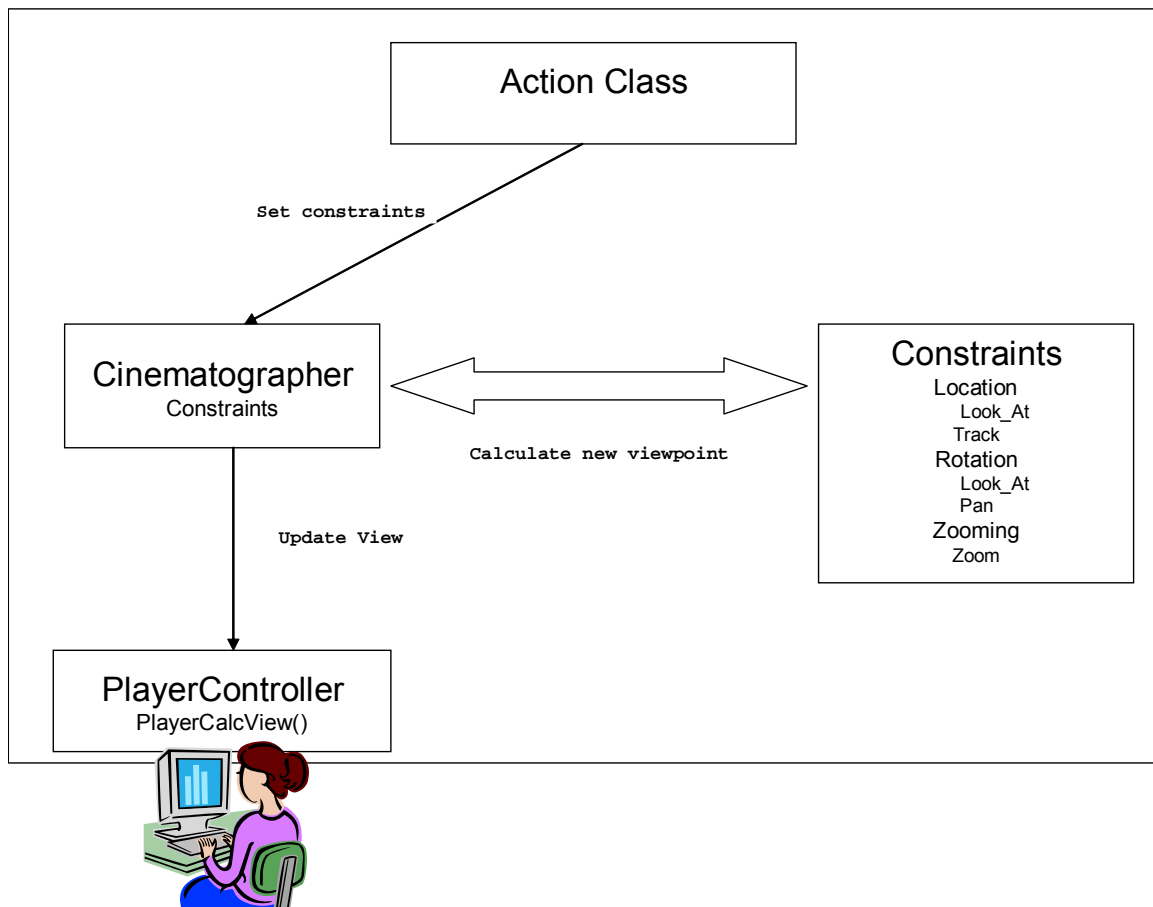 Action Class
Set constraints
Cinematographer
Constraints
Constraints
Location
Look_At
Track
Rotation
Look_At
Pan
Zooming
Zoom
Calculate new viewpoint
Update View
PlayerController
PlayerCalcView()